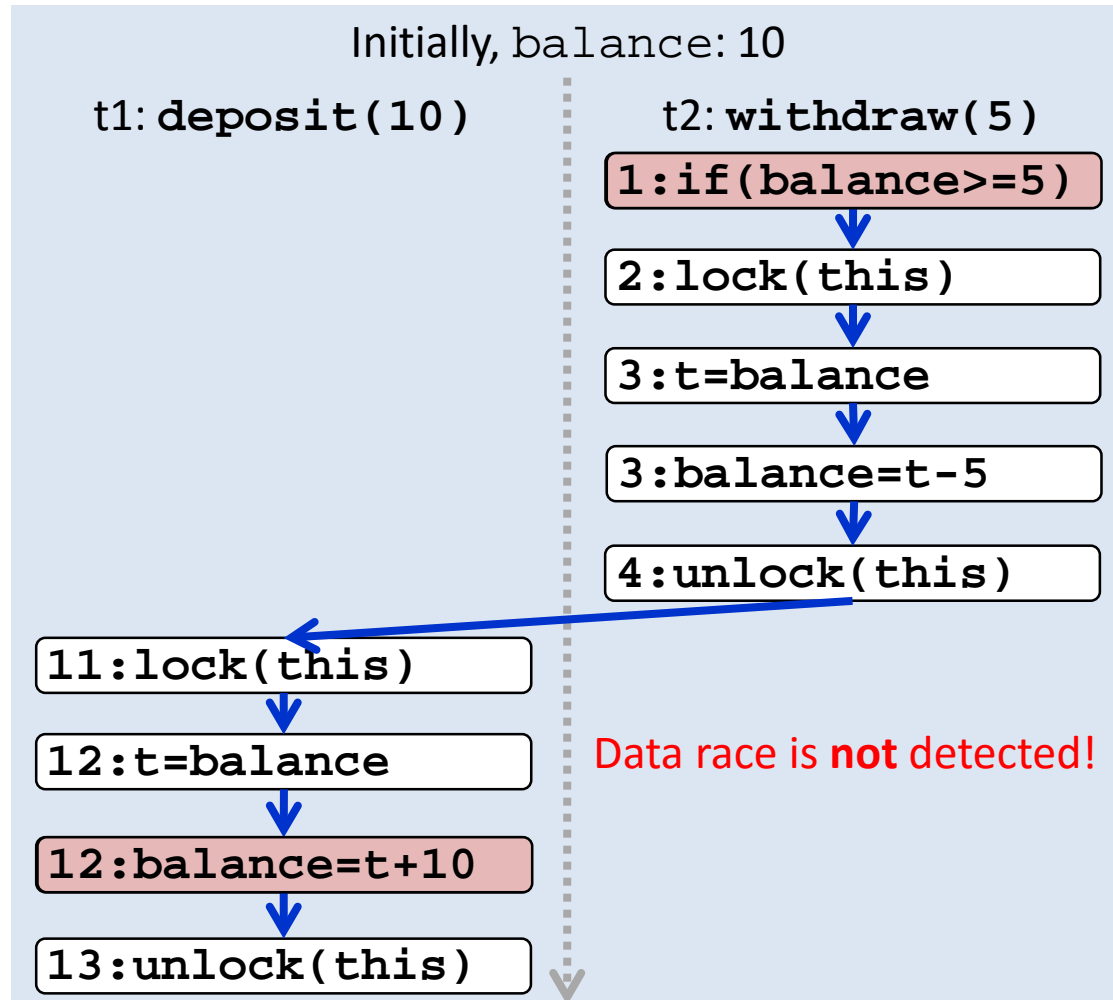 Initially, balance: 10
t1: deposit(10)
t2: withdraw(5)
1:if(balance>=5)
2:lock(this)
3:t=balance
3:balance=t-5
4:unlock(this)
11:lock(this)
12:t=balance
Data race is not detected!
12:balance=t+10
13:unlock(this)